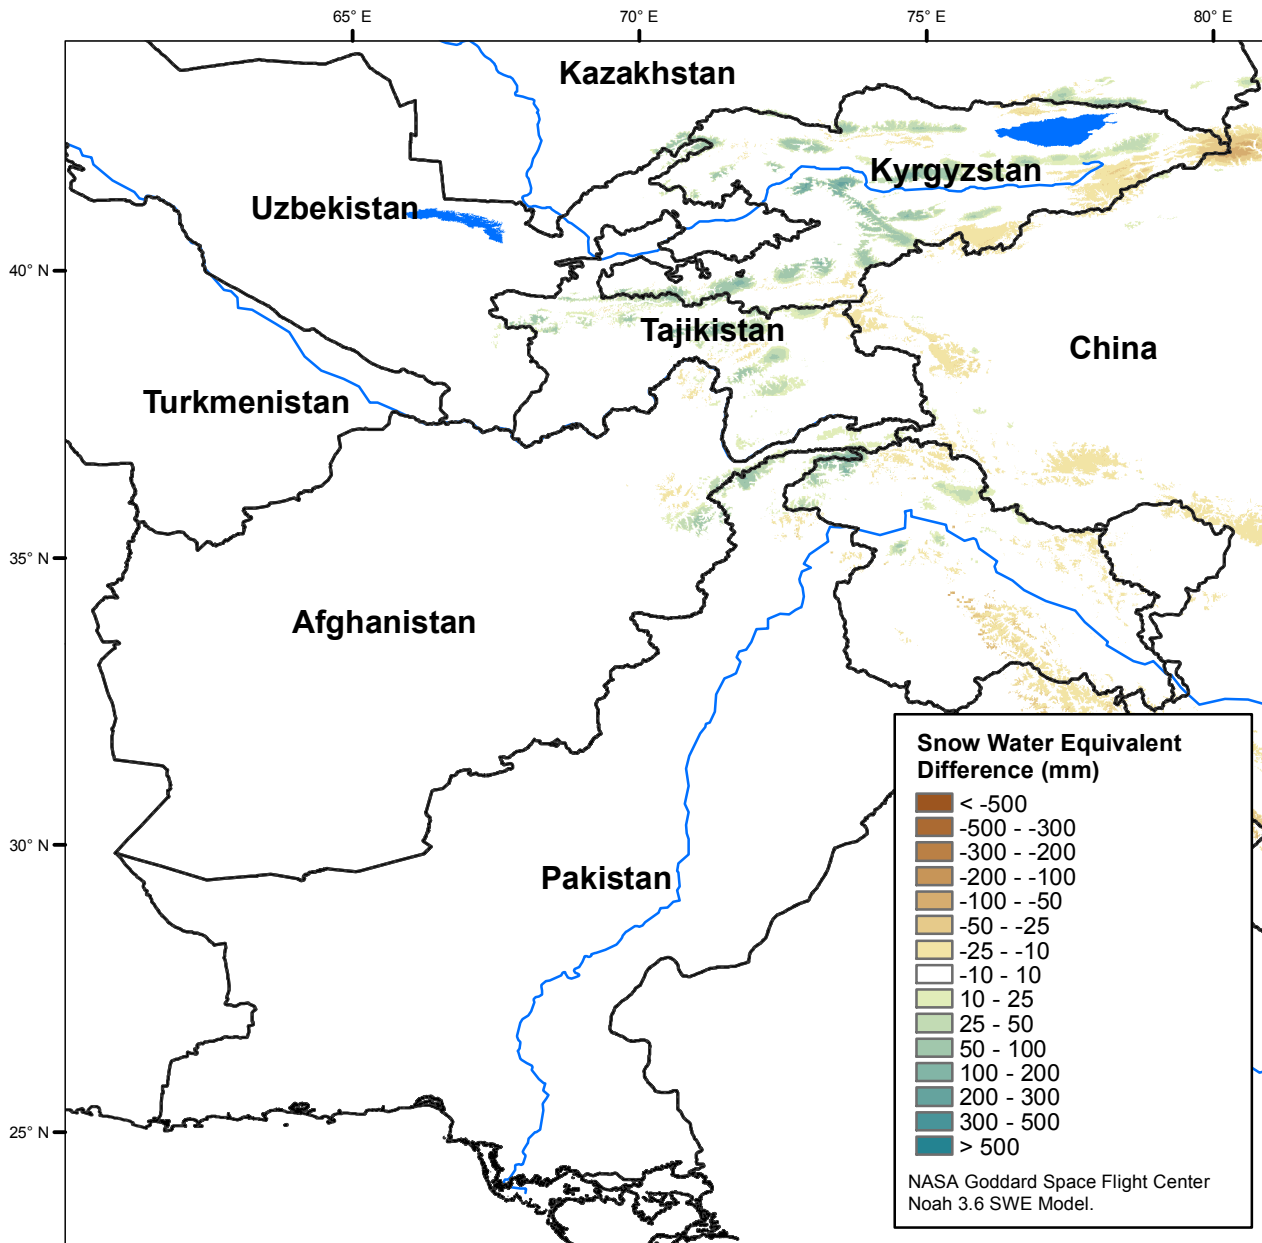 65° E
70° E
75° E
80° E
Kazakhstan
Kyrgyzstan
Uzbekistan
40° N
Tajikistan
China
Turkmenistan
35° N
Afghanistan
30° N
Pakistan
25° N
Snow Water Equivalent
Difference (mm)
< -500
-500 - -300
-300 - -200
-200 - -100
-100 - -50
-50 - -25
-25 - -10
-10 - 10
10 - 25
25 - 50
50 - 100
100 - 200
200 - 300
300 - 500
> 500
NASA Goddard Space Flight Center
Noah 3.6 SWE Model.